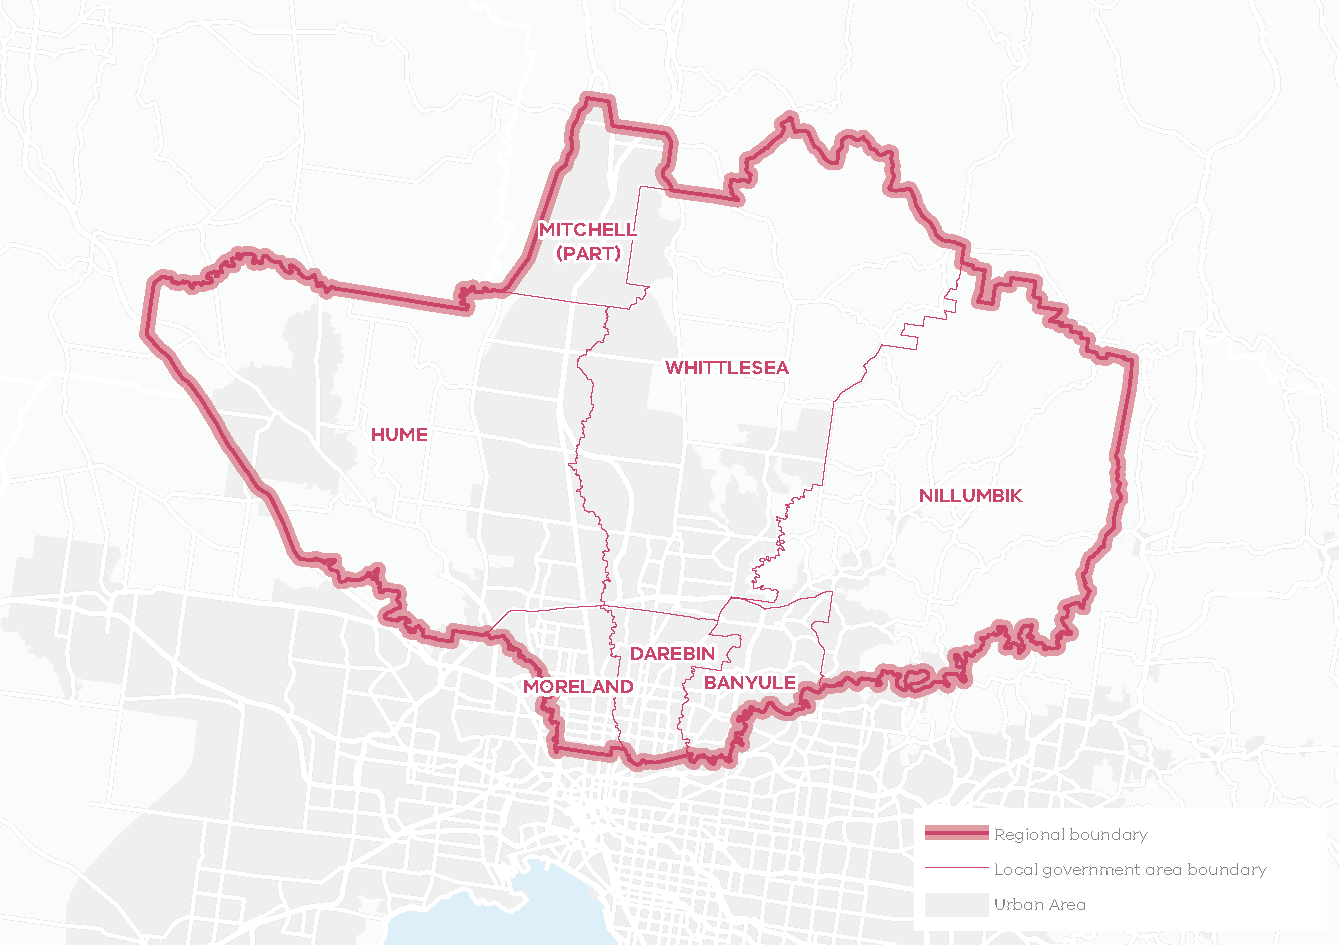 MITCHELL
(PART)
WHITTLESEA
HUME
NILLUMBIK
DAREBIN
BANYULE
MORELAND
Regional boundary
Local government area boundary
Urban Area